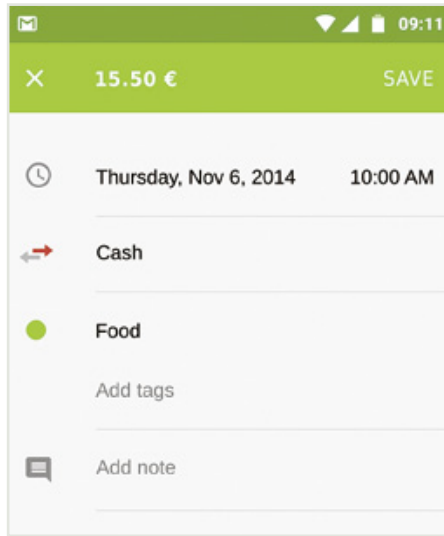 09:11
15.50 € SAVE
Thursday, Nov 6, 2014 10:00 AM
Cash
Food
Add tags
Add note